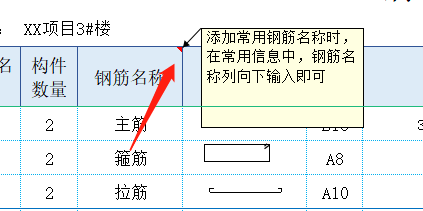 XX项目3#楼
添加常用钢筋名称时，
在常用信息中，钢筋名
称列向下输入即可
名 构件数量 钢筋名称
2 主筋
2 箍筋 A8
2 拉筋 A10